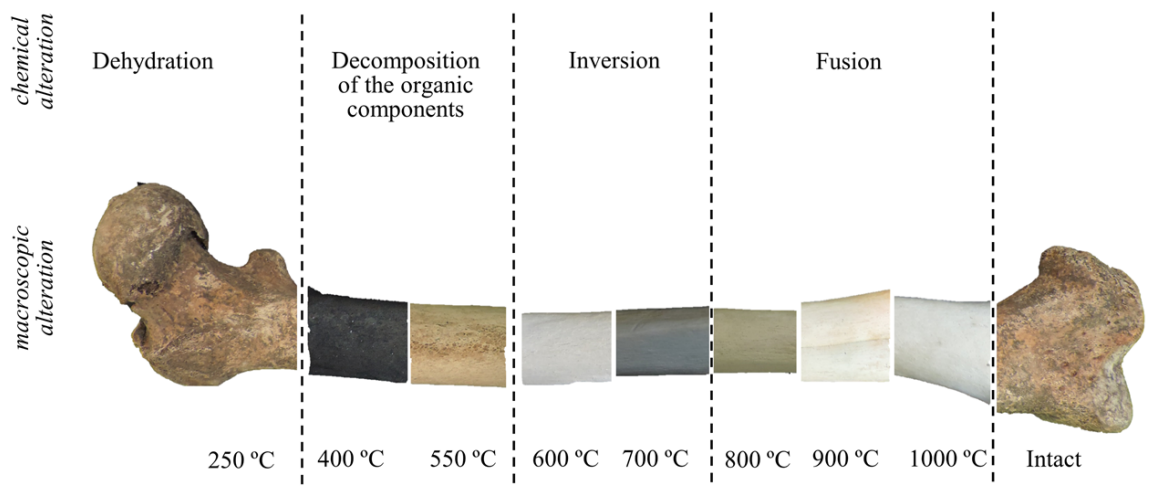 chemical
alteration
Dehydration
Decomposition
of the organic
components
Inversion
Fusion
macroscopic
alteration
250 ºC
400 ºC
550 ºC
600 ºC
700 ºC
800 ºC
900 ºC
1000 ºC
Intact